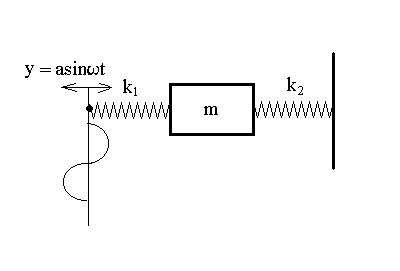 y = asinωt
k₁
k₂
m